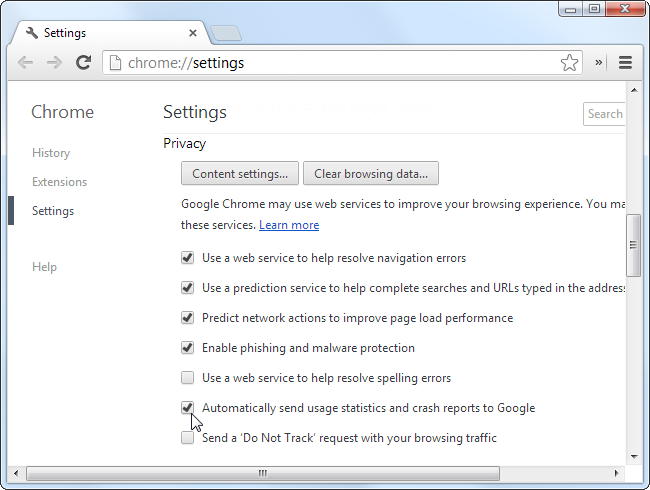 Settings
chrome://settings
Chrome
Settings
Search
Privacy
History
Content settings...
Clear browsing data...
Extensions
Settings
Google Chrome may use web services to improve your browsing experience. You ma
these services. Learn more
Use a web service to help resolve navigation errors
Help
Use a prediction service to help complete searches and URLs typed in the address
Predict network actions to improve page load performance
Enable phishing and malware protection
Use a web service to help resolve spelling errors
Automatically send usage statistics and crash reports to Google
Send a ‘Do Not Track’ request with your browsing traffic